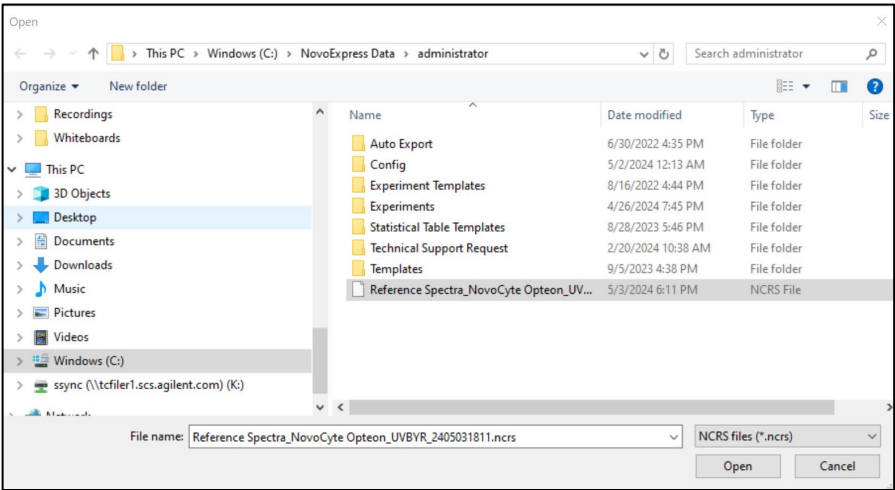 Open
This PC > Windows (C:) > NovoExpress Data > administrator
Search administrator
Organize
New folder
Recordings
Whiteboards
This PC
3D Objects
Desktop
Documents
Downloads
Music
Pictures
Videos
Windows (C:)
ssync (\\tcfiler1.scs.agilent.com) (K:)
Network
Name Date modified Type Size
Auto Export 6/30/2022 4:35 PM File folder
Config 5/2/2024 12:13 AM File folder
Experiment Templates 8/16/2022 4:44 PM File folder
Experiments 4/26/2024 7:45 PM File folder
Statistical Table Templates 8/28/2023 5:46 PM File folder
Technical Support Request 2/20/2024 10:38 AM File folder
Templates 9/5/2023 4:38 PM File folder
Reference Spectra_NovoCyte Opteon_UV... 5/3/2024 6:11 PM NCRS File
File name: Reference Spectra_NovoCyte Opteon_UVBYR_2405031811.ncrs
NCRS files (*.ncrs)
Open Cancel